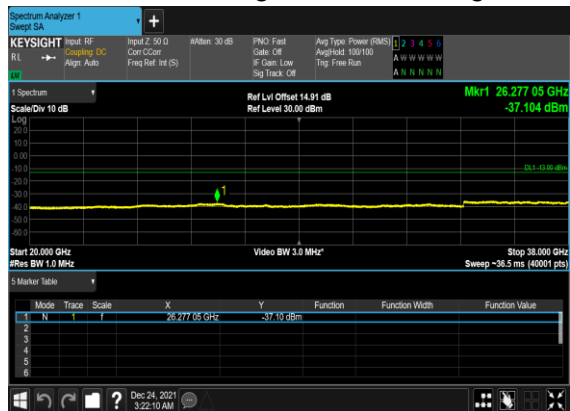 Spectrum Analyzer 1
Swept SA
+
KEYSIGHT Input: RF Input Z: 50 Ω #Atten: 30 dB PNO: Fast Avg Type: Power (RMS) 1 2 3 4 5 6
RL Coupling: DC Corr CCorr Gate: Off Avg|Hold: 100/100 A W W W W W
Align: Auto Freq Ref: Int (S) IF Gain: Low Trig: Free Run
LW Sig Track: Off A N N N N N
1 Spectrum Ref Lvl Offset 14.91 dB Mkr1 26.277 05 GHz
Scale/Div 10 dB Ref Level 30.00 dBm -37.104 dBm
Log
20.0
10.0
0.00
-10.0 DL1 -13.00 dBm
-20.0
-30.0 1
-40.0
-50.0
-60.0
Start 20.000 GHz Video BW 3.0 MHz* Stop 38.000 GHz
#Res BW 1.0 MHz Sweep ~36.5 ms (40001 pts)
5 Marker Table
Mode Trace Scale X Y Function Function Width Function Value
1 N 1 f 26.277 05 GHz -37.10 dBm
2
3
4
5
6
? Dec 24, 2021
3:22:10 AM